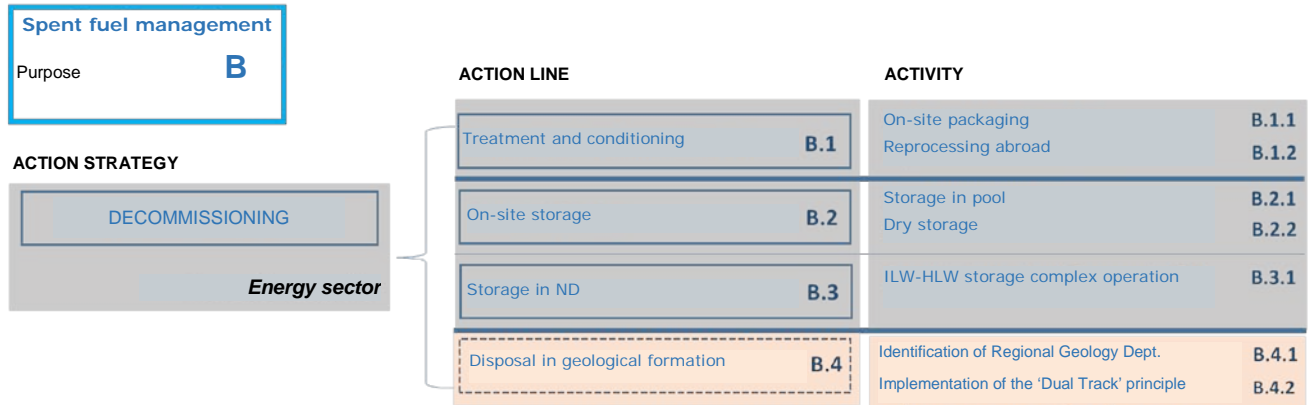 Spent fuel management
Purpose B
ACTION LINE ACTIVITY
ACTION STRATEGY
DECOMMISSIONING
Energy sector
Treatment and conditioning B.1
On-site packaging B.1.1
Reprocessing abroad B.1.2
On-site storage B.2
Storage in pool B.2.1
Dry storage B.2.2
Storage in ND B.3
ILW-HLW storage complex operation B.3.1
Disposal in geological formation B.4
Identification of Regional Geology Dept. B.4.1
Implementation of the ‘Dual Track’ principle B.4.2